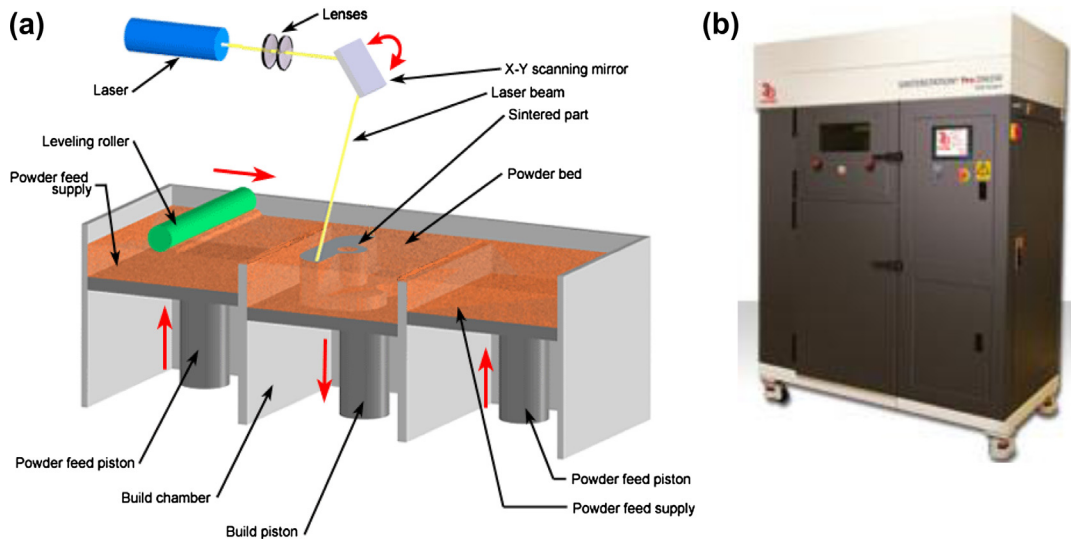 (a)
Lenses
Laser
X-Y scanning mirror
Laser beam
Sintered part
Leveling roller
Powder feed
supply
Powder bed
Powder feed piston
Build chamber
Build piston
Powder feed piston
Powder feed supply
(b)